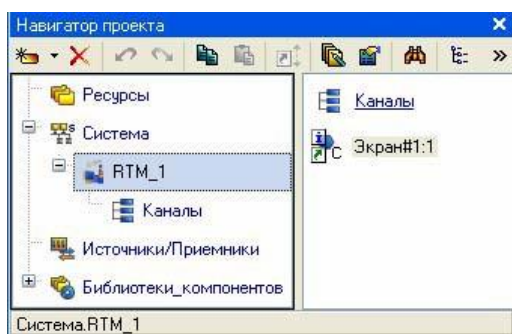 Навигатор проекта
Ресурсы
Система
RTM_1
Каналы
Источники/Приемники
Библиотеки_компонентов
Каналы
Экран#1:1
Система.RTM_1